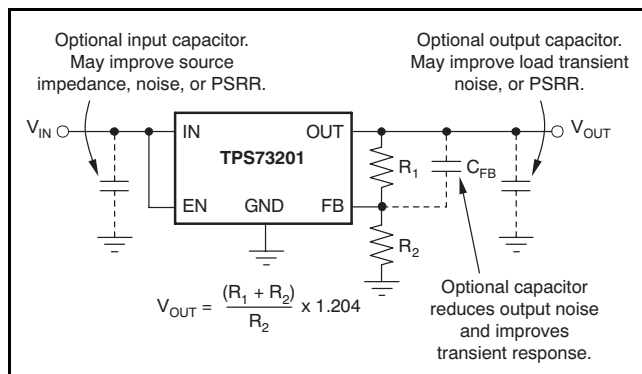 Optional input capacitor.
May improve source
impedance, noise, or PSRR.
Optional output capacitor.
May improve load transient
noise, or PSRR.
VIN
IN
OUT
VOUT
TPS73201
R1
CFB
EN
GND
FB
R2
VOUT = (R1 + R2) / R2 x 1.204
Optional capacitor
reduces output noise
and improves
transient response.